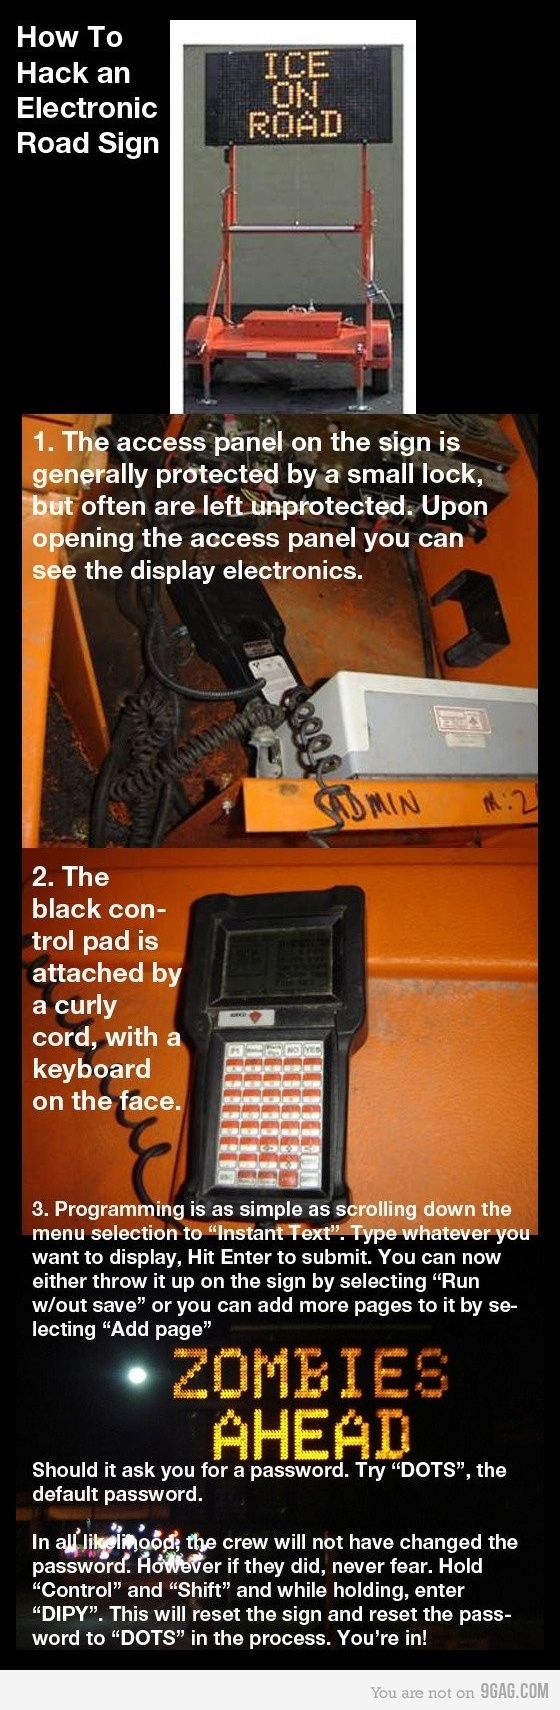 How To
Hack an
Electronic
Road Sign
ICE
ON
ROAD
1. The access panel on the sign is
generally protected by a small lock,
but often are left unprotected. Upon
opening the access panel you can
see the display electronics.
ADMIN M:2
2. The
black con-
trol pad is
attached by
a curly
cord, with a
keyboard
on the face.
F1 NO YES
3. Programming is as simple as scrolling down the
menu selection to “Instant Text”. Type whatever you
want to display, Hit Enter to submit. You can now
either throw it up on the sign by selecting “Run
w/out save” or you can add more pages to it by se-
lecting “Add page”
ZOMBIES
AHEAD
Should it ask you for a password. Try “DOTS”, the
default password.
In all likelihood, the crew will not have changed the
password. However if they did, never fear. Hold
“Control” and “Shift” and while holding, enter
“DIPY”. This will reset the sign and reset the pass-
word to “DOTS” in the process. You’re in!
You are not on 9GAG.COM